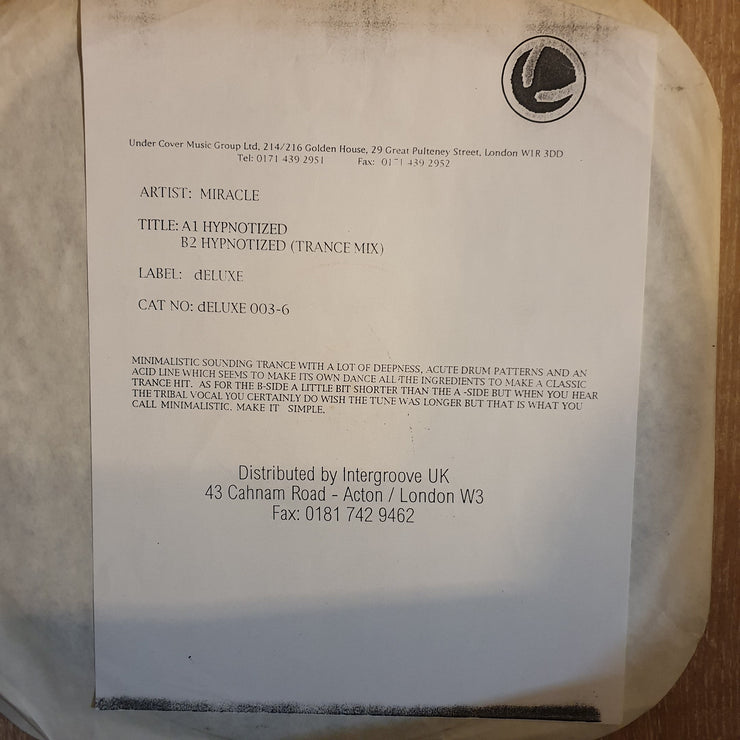 Under Cover Music Group Ltd, 214/216 Golden House, 29 Great Pulteney Street, London W1R 3DD
Tel: 0171 439 2951 Fax: 0171 439 2952
ARTIST: MIRACLE
TITLE: A1 HYPNOTIZED
B2 HYPNOTIZED (TRANCE MIX)
LABEL: dELUXE
CAT NO: dELUXE 003-6
MINIMALISTIC SOUNDING TRANCE WITH A LOT OF DEEPNESS, ACUTE DRUM PATTERNS AND AN
ACID LINE WHICH SEEMS TO MAKE ITS OWN DANCE ALL THE INGREDIENTS TO MAKE A CLASSIC
TRANCE HIT. AS FOR THE B-SIDE A LITTLE BIT SHORTER THAN THE A -SIDE BUT WHEN YOU HEAR
THE TRIBAL VOCAL YOU CERTAINLY DO WISH THE TUNE WAS LONGER BUT THAT IS WHAT YOU
CALL MINIMALISTIC. MAKE IT SIMPLE.
Distributed by Intergroove UK
43 Cahnam Road - Acton / London W3
Fax: 0181 742 9462